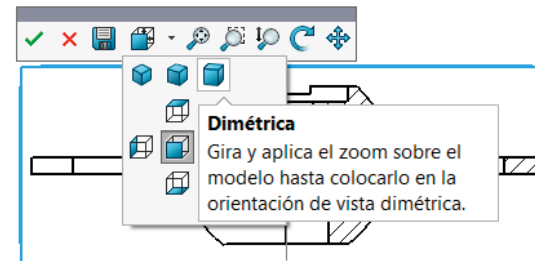 Dimétrica
Gira y aplica el zoom sobre el
modelo hasta colocarlo en la
orientación de vista dimétrica.